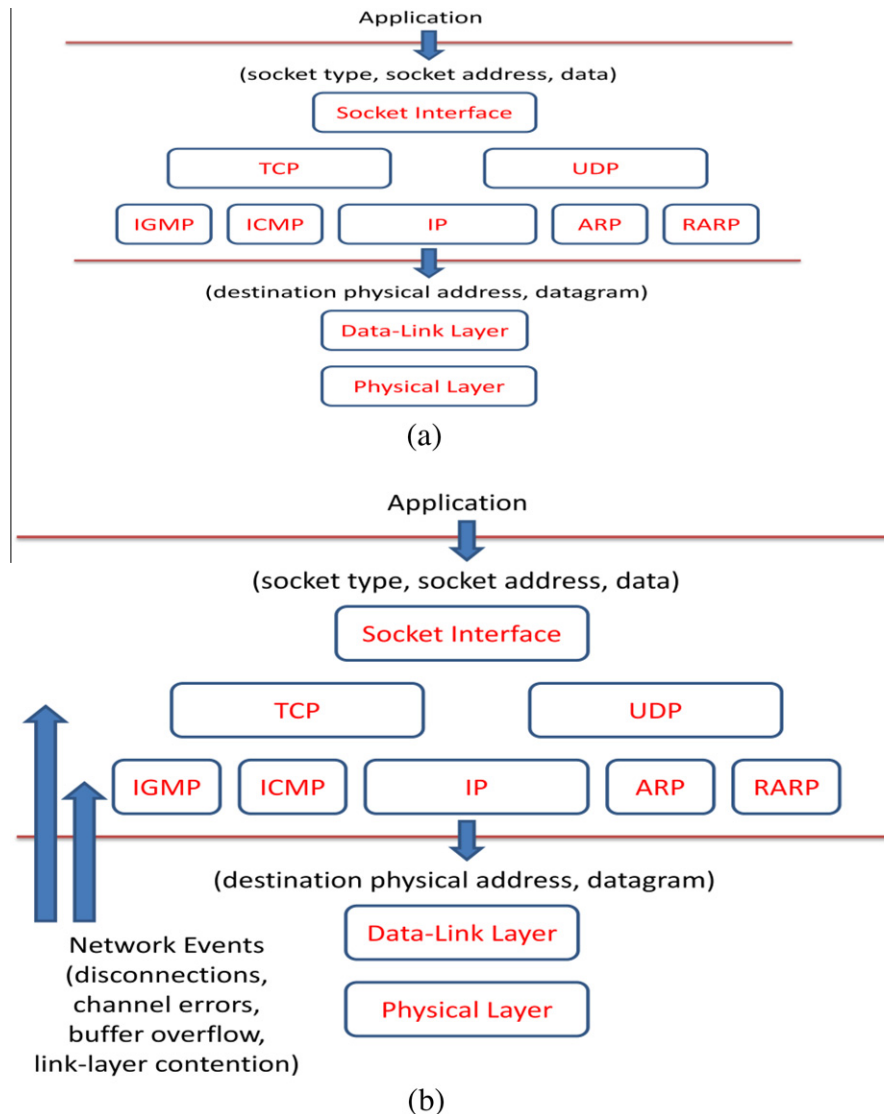 Application
(socket type, socket address, data)
Socket Interface
TCP UDP
IGMP ICMP IP ARP RARP
(destination physical address, datagram)
Data-Link Layer
Physical Layer
(a)
Application
(socket type, socket address, data)
Socket Interface
TCP UDP
IGMP ICMP IP ARP RARP
(destination physical address, datagram)
Data-Link Layer
Physical Layer
Network Events
(disconnections,
channel errors,
buffer overflow,
link-layer contention)
(b)